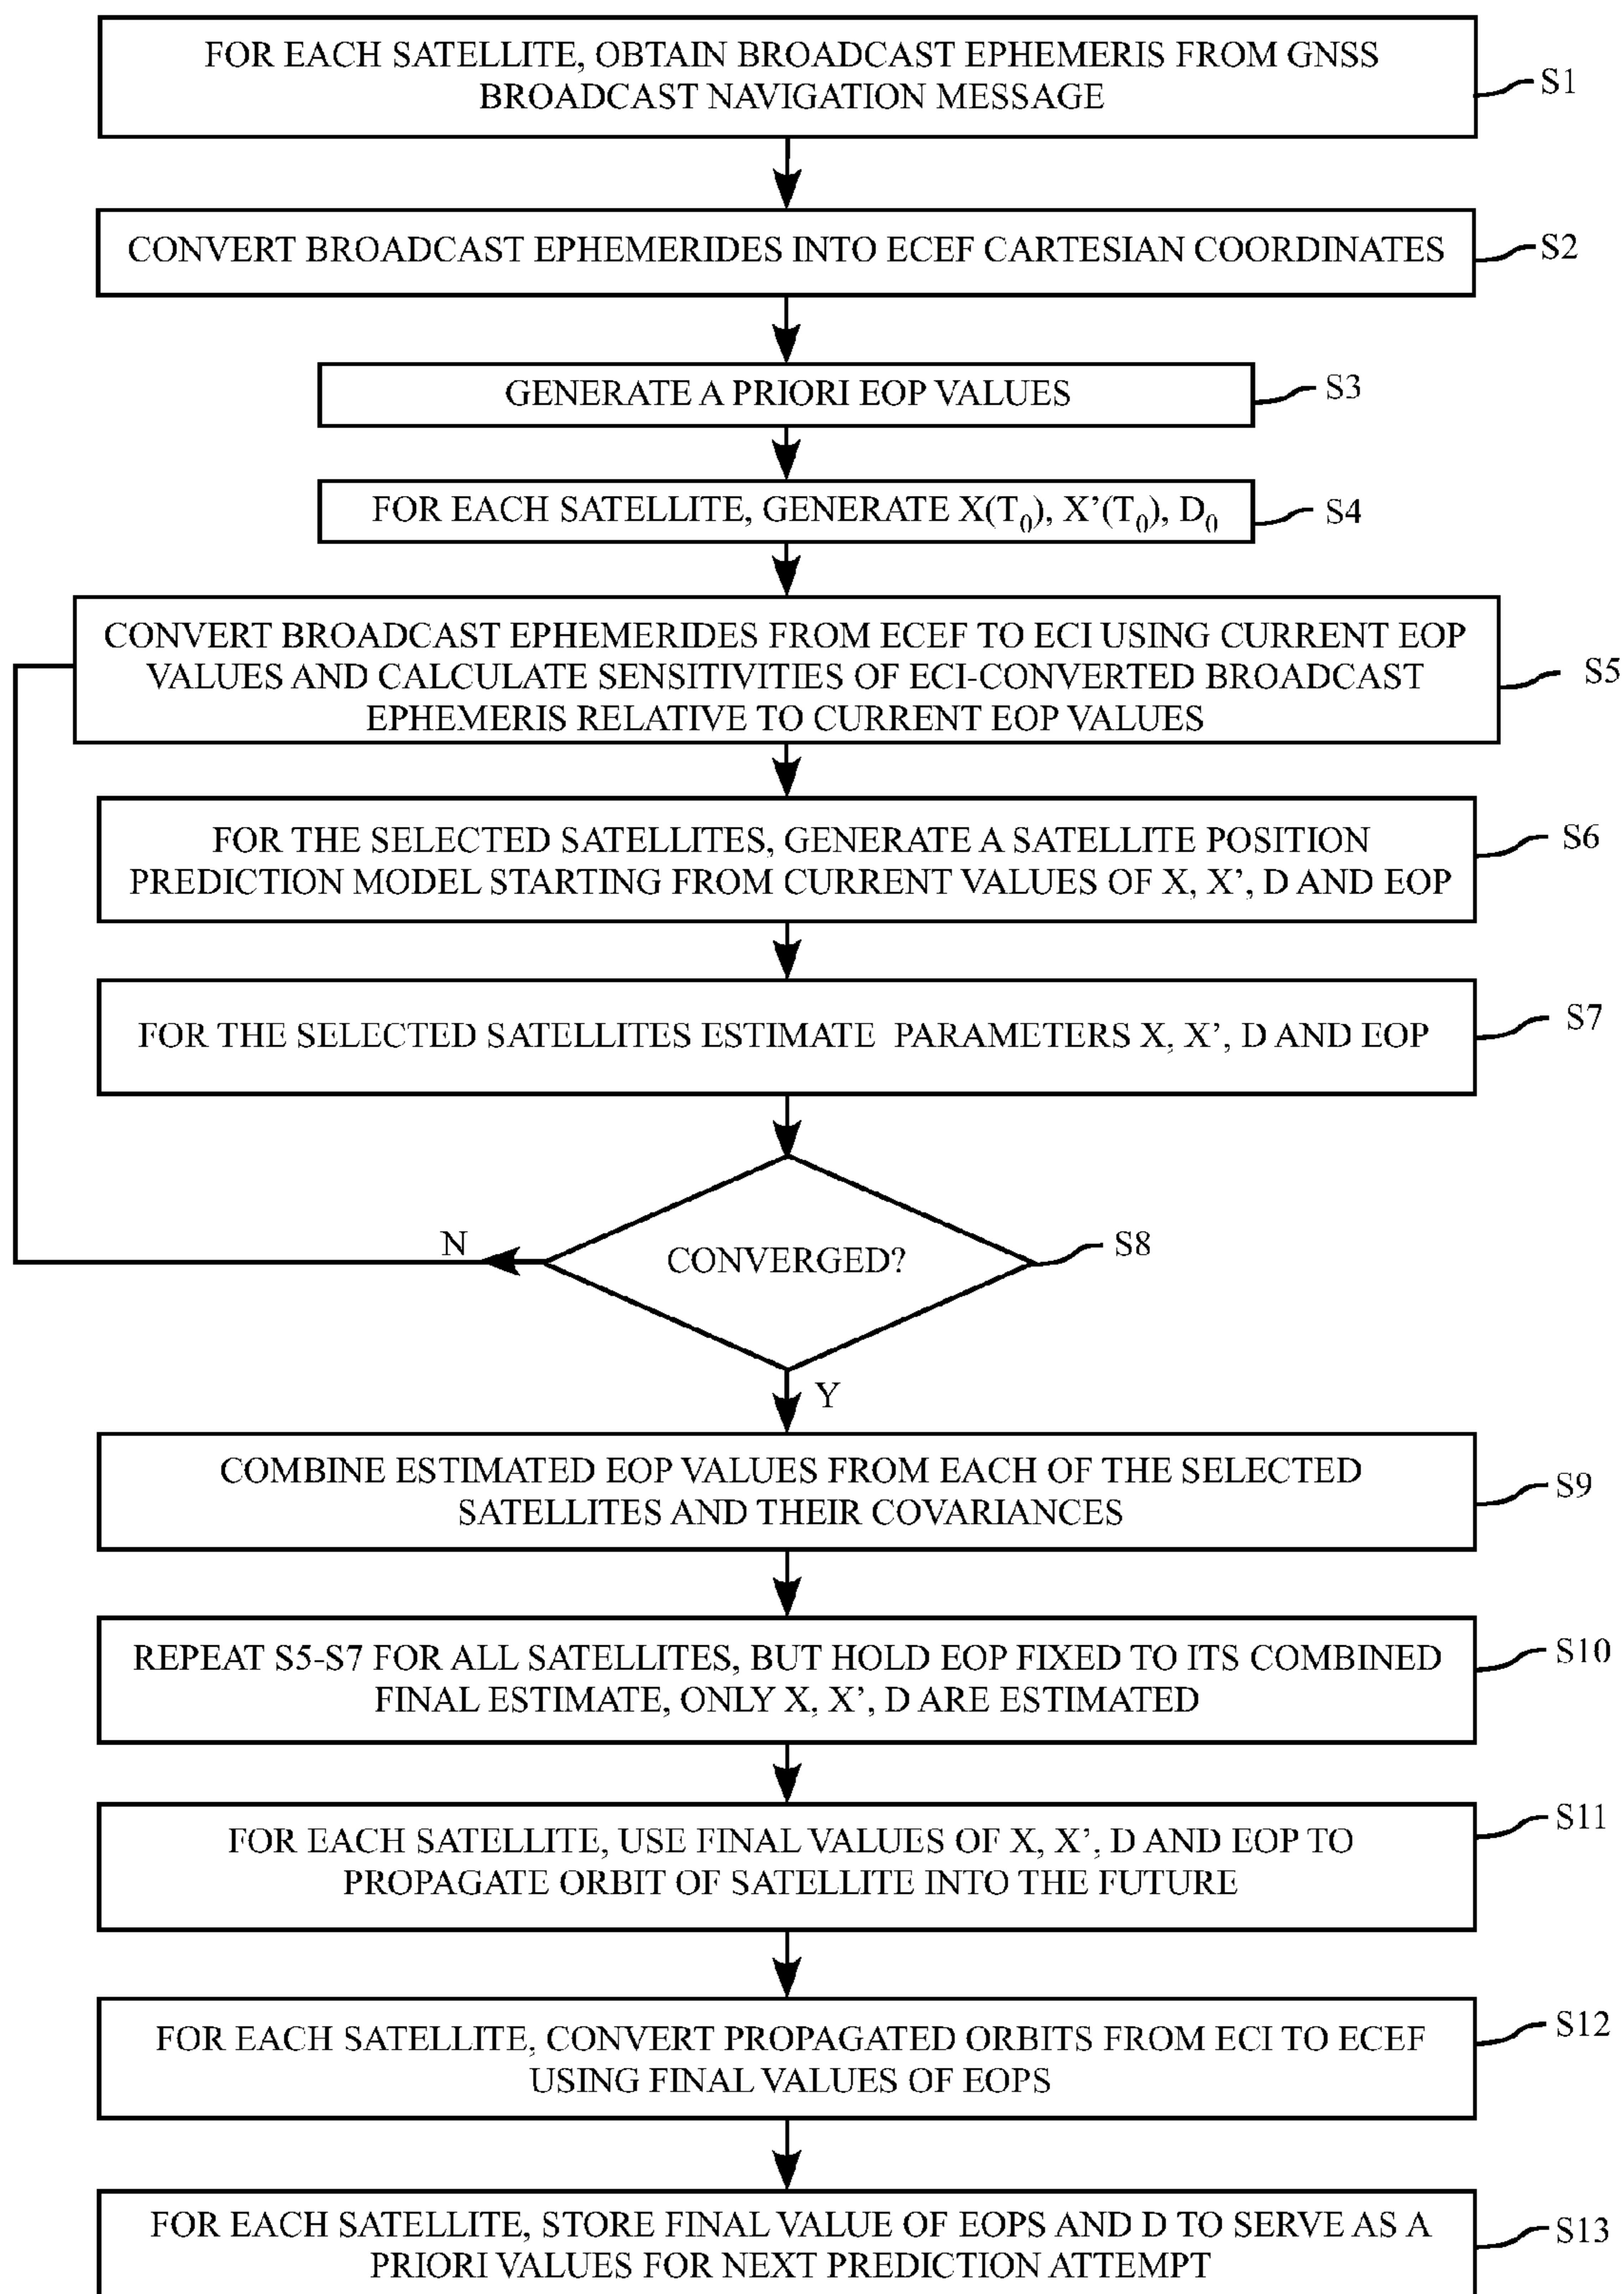 FOR EACH SATELLITE, OBTAIN BROADCAST EPHEMERIS FROM GNSS
BROADCAST NAVIGATION MESSAGE
S1
CONVERT BROADCAST EPHEMERIDES INTO ECEF CARTESIAN COORDINATES
S2
GENERATE A PRIORI EOP VALUES
S3
FOR EACH SATELLITE, GENERATE X(T₀), X’(T₀), D₀
S4
CONVERT BROADCAST EPHEMERIDES FROM ECEF TO ECI USING CURRENT EOP
VALUES AND CALCULATE SENSITIVITIES OF ECI-CONVERTED BROADCAST
EPHEMERIS RELATIVE TO CURRENT EOP VALUES
S5
FOR THE SELECTED SATELLITES, GENERATE A SATELLITE POSITION
PREDICTION MODEL STARTING FROM CURRENT VALUES OF X, X’, D AND EOP
S6
FOR THE SELECTED SATELLITES ESTIMATE PARAMETERS X, X’, D AND EOP
S7
N
CONVERGED?
S8
Y
COMBINE ESTIMATED EOP VALUES FROM EACH OF THE SELECTED
SATELLITES AND THEIR COVARIANCES
S9
REPEAT S5-S7 FOR ALL SATELLITES, BUT HOLD EOP FIXED TO ITS COMBINED
FINAL ESTIMATE, ONLY X, X’, D ARE ESTIMATED
S10
FOR EACH SATELLITE, USE FINAL VALUES OF X, X’, D AND EOP TO
PROPAGATE ORBIT OF SATELLITE INTO THE FUTURE
S11
FOR EACH SATELLITE, CONVERT PROPAGATED ORBITS FROM ECI TO ECEF
USING FINAL VALUES OF EOPS
S12
FOR EACH SATELLITE, STORE FINAL VALUE OF EOPS AND D TO SERVE AS A
PRIORI VALUES FOR NEXT PREDICTION ATTEMPT
S13